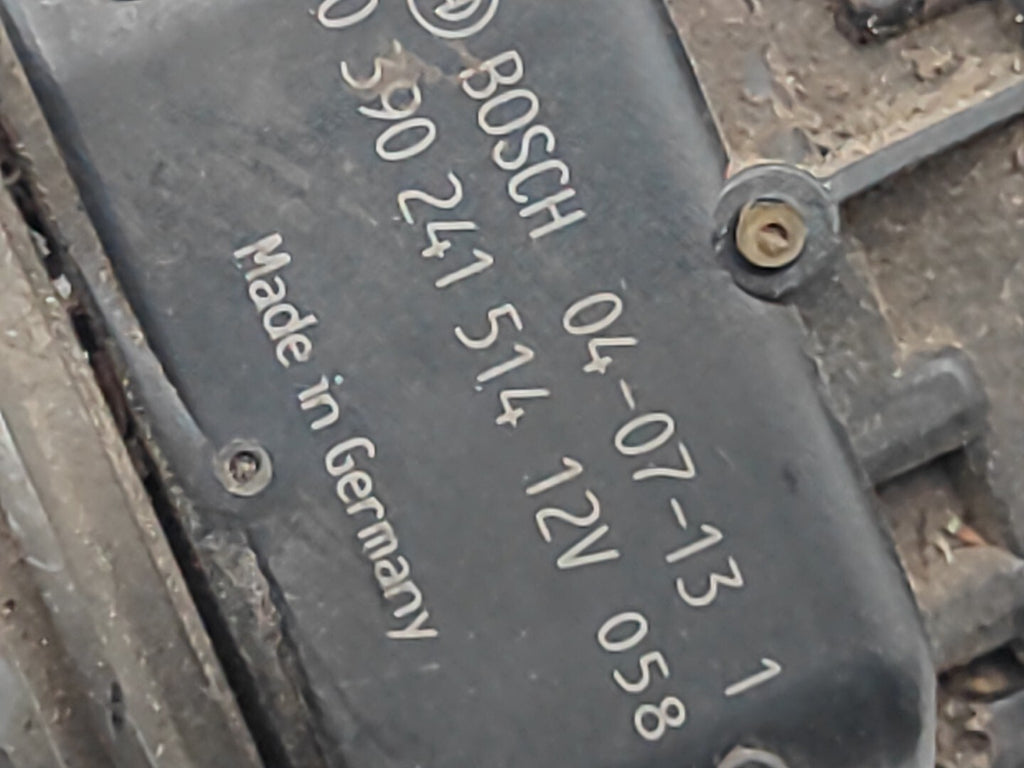 BOSCH 04-07-13 1
0 390 241 514 12V 058
Made in Germany